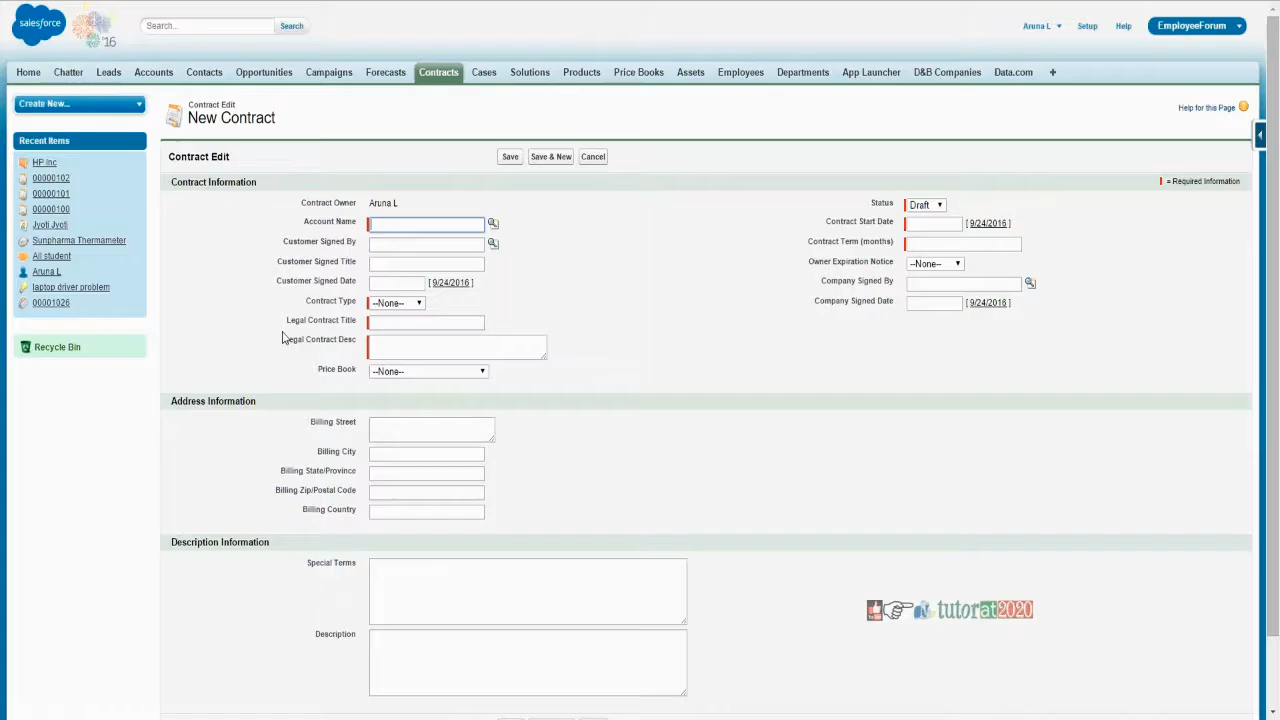 salesforce
'16
Search...
Search
Aruna L
Setup
Help
EmployeeForum
Home Chatter Leads Accounts Contacts Opportunities Campaigns Forecasts Contracts Cases Solutions Products Price Books Assets Employees Departments App Launcher D&B Companies Data.com +
Create New...
Recent Items
HP Inc
00000102
00000101
00000100
Jyoti Jyoti
Sunpharma Thermameter
All student
Aruna L
laptop driver problem
00001026
Recycle Bin
Contract Edit
New Contract
Help for this Page
Contract Edit
Save
Save & New
Cancel
Contract Information
= Required Information
Contract Owner Aruna L
Account Name
Customer Signed By
Customer Signed Title
Customer Signed Date [ 9/24/2016 ]
Contract Type --None--
Legal Contract Title
Legal Contract Desc
Price Book --None--
Status Draft
Contract Start Date [ 9/24/2016 ]
Contract Term (months)
Owner Expiration Notice --None--
Company Signed By
Company Signed Date [ 9/24/2016 ]
Address Information
Billing Street
Billing City
Billing State/Province
Billing Zip/Postal Code
Billing Country
Description Information
Special Terms
Description
tutorat2020